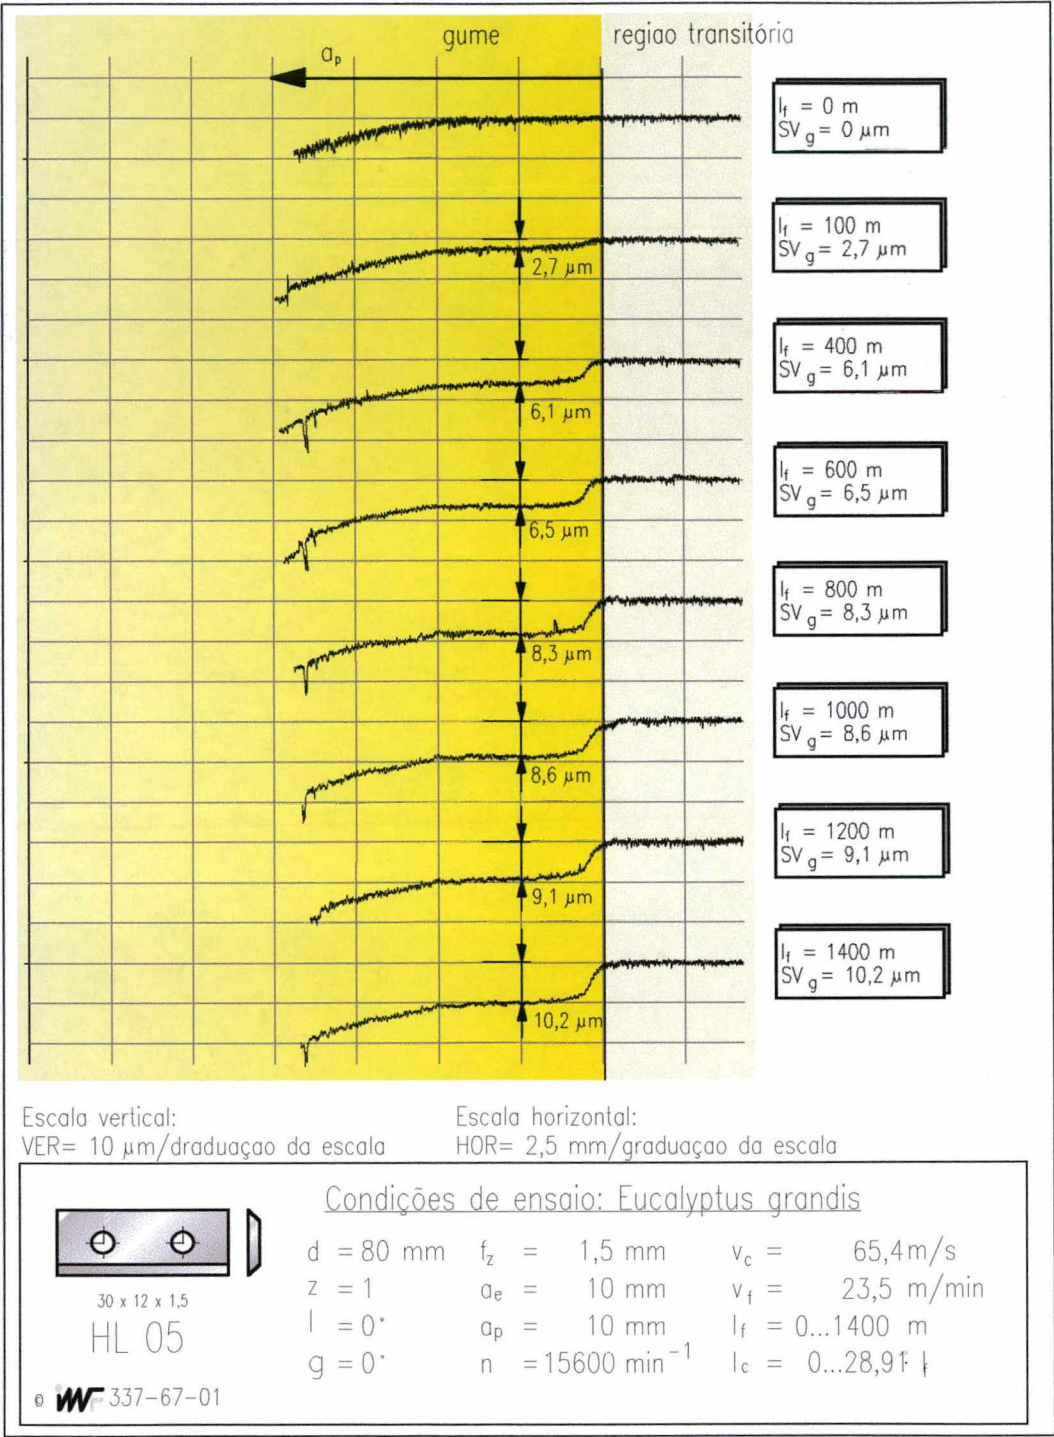 gume regiao transitória
aₚ
l_f = 0 m
SV_g = 0 µm
l_f = 100 m
SV_g = 2,7 µm
2,7 µm
l_f = 400 m
SV_g = 6,1 µm
6,1 µm
l_f = 600 m
SV_g = 6,5 µm
6,5 µm
l_f = 800 m
SV_g = 8,3 µm
8,3 µm
l_f = 1000 m
SV_g = 8,6 µm
8,6 µm
l_f = 1200 m
SV_g = 9,1 µm
9,1 µm
l_f = 1400 m
SV_g = 10,2 µm
10,2 µm
Escala vertical: Escala horizontal:
VER= 10 µm/draduaçao da escala HOR= 2,5 mm/graduaçao da escala
Condições de ensaio: Eucalyptus grandis
d = 80 mm f_z = 1,5 mm v_c = 65,4m/s
z = 1 a_e = 10 mm v_f = 23,5 m/min
l = 0° a_p = 10 mm l_f = 0...1400 m
g = 0° n = 15600 min⁻¹ l_c = 0...28,91
30 x 12 x 1,5
HL 05
© 337-67-01